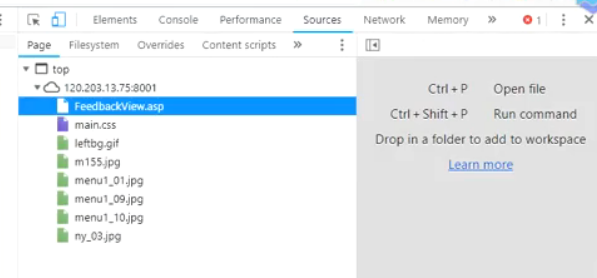 Elements Console Performance Sources Network Memory » 1
Page Filesystem Overrides Content scripts »
top
120.203.13.75:8001
FeedbackView.asp
main.css
leftbg.gif
m155.jpg
menu1_01.jpg
menu1_09.jpg
menu1_10.jpg
ny_03.jpg
Ctrl + P Open file
Ctrl + Shift + P Run command
Drop in a folder to add to workspace
Learn more